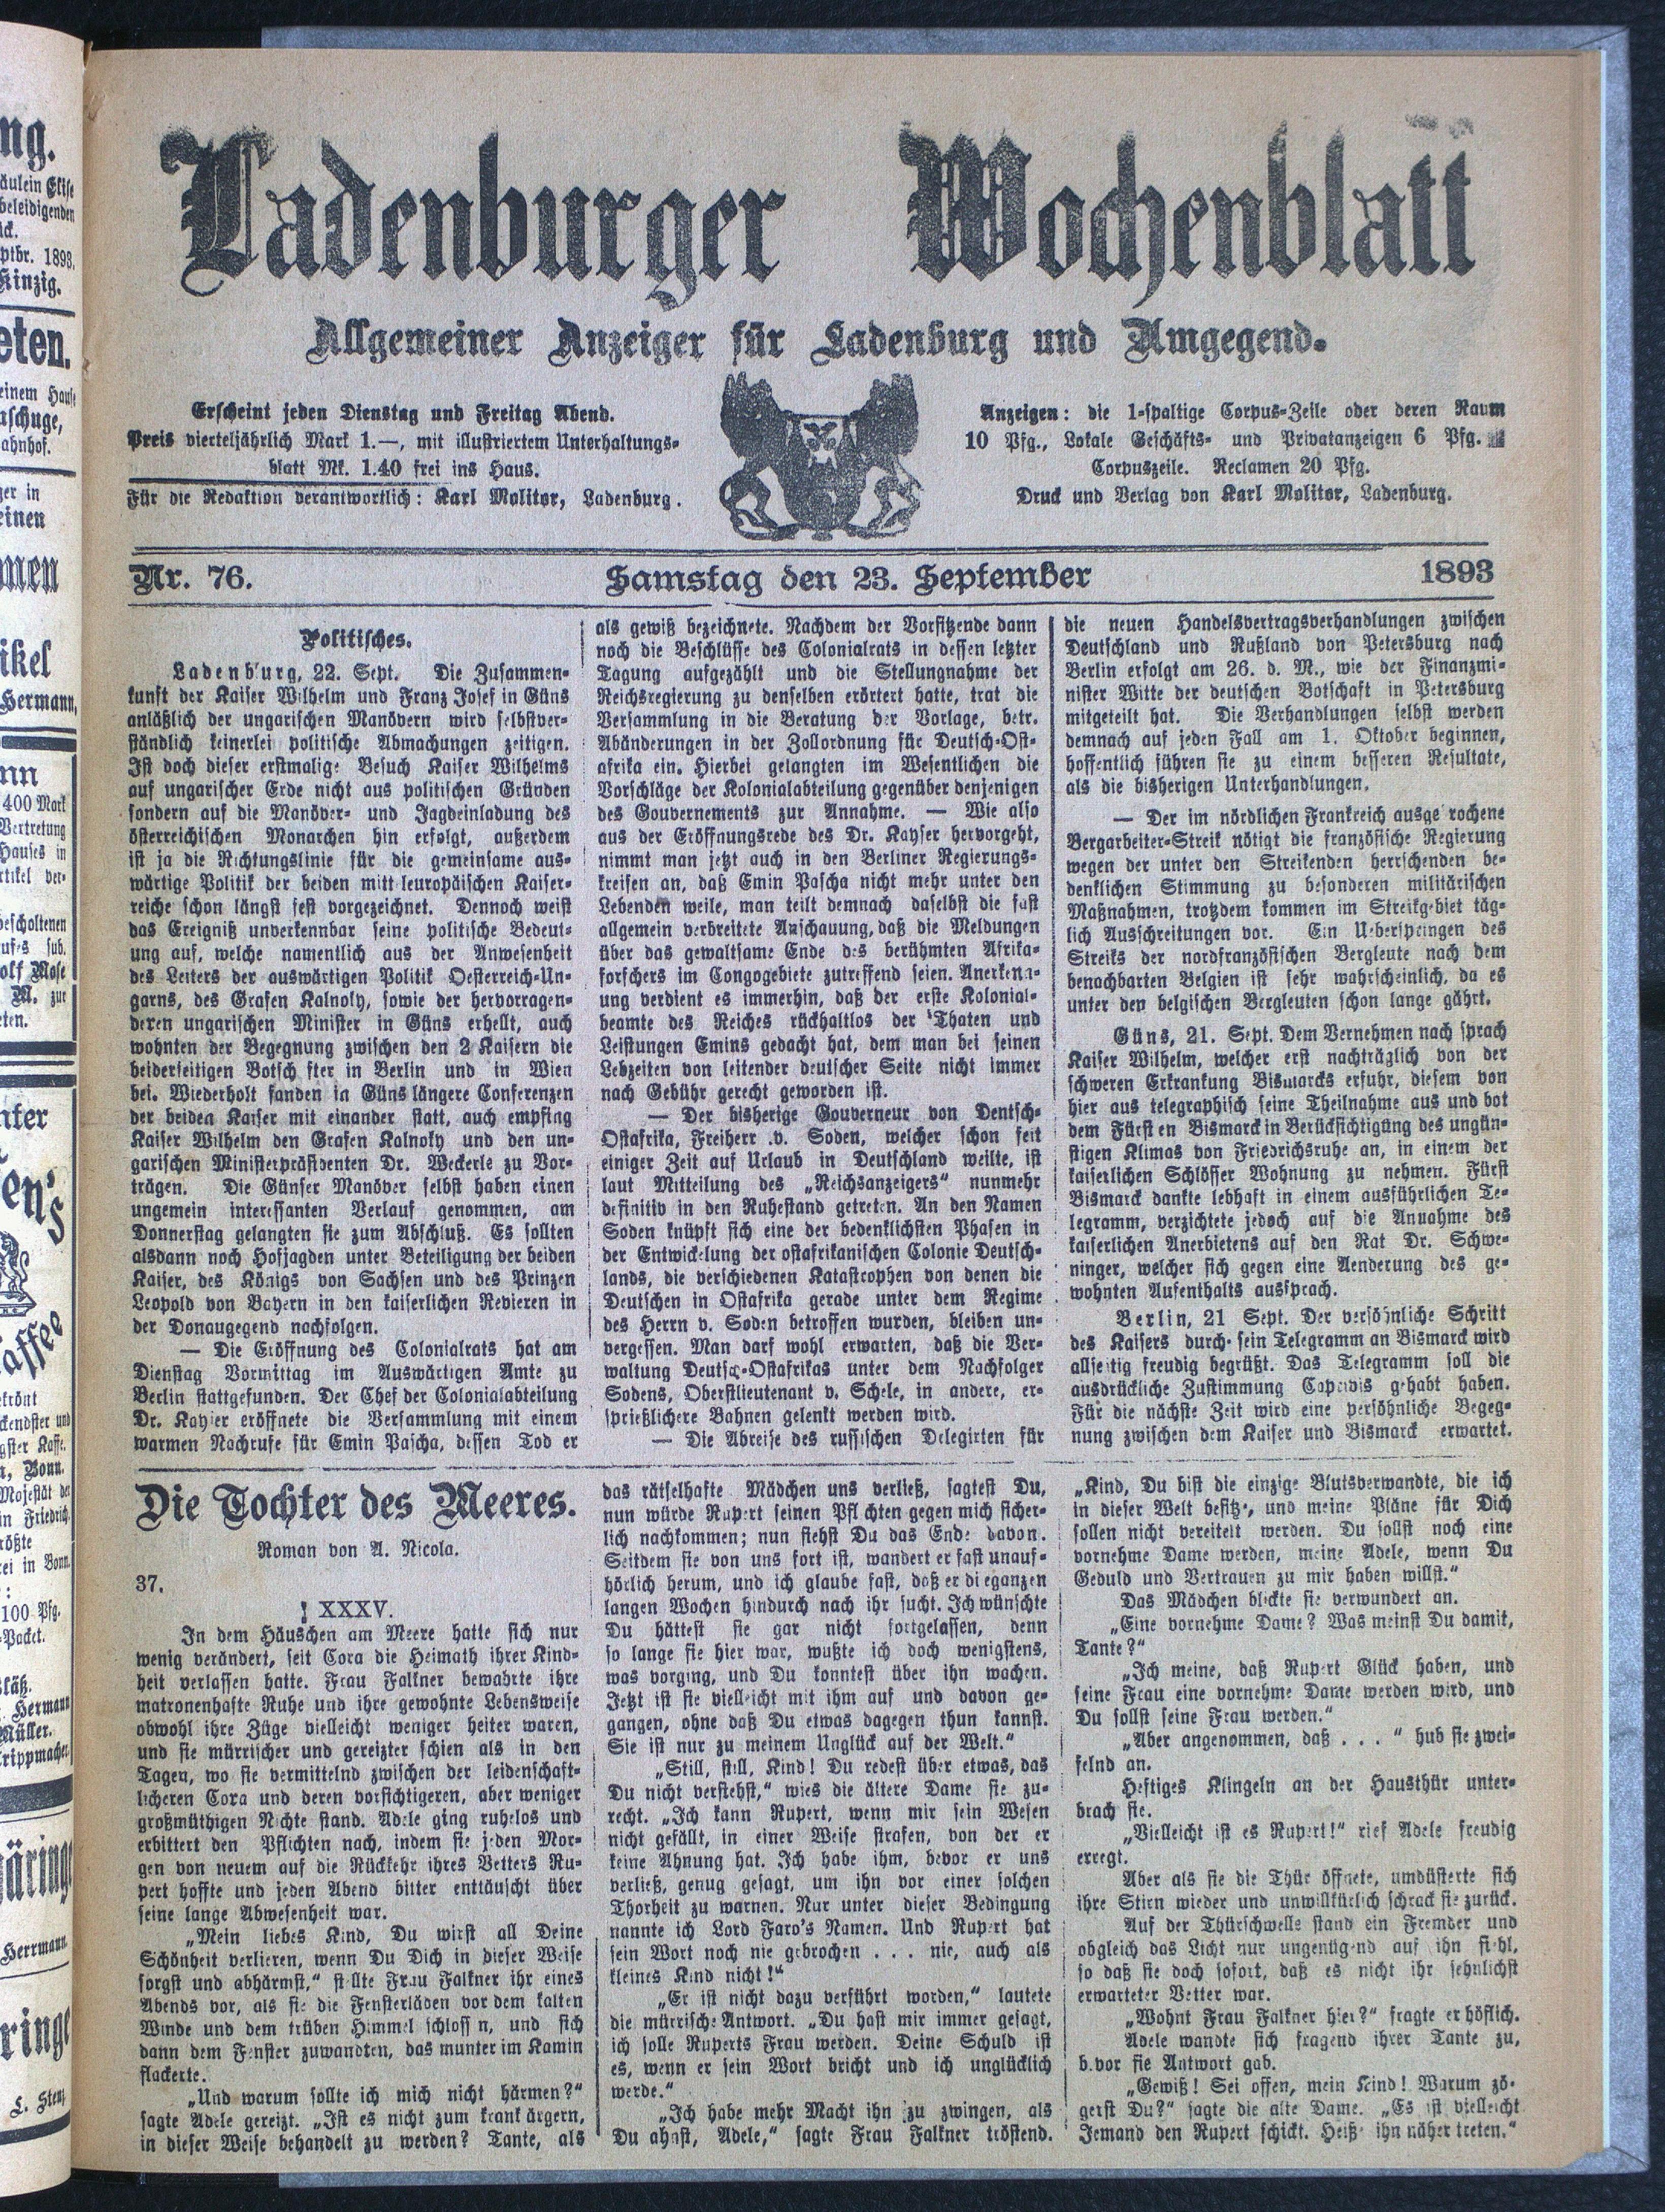 Ladenburger Wochenblatt
Allgemeiner Anzeiger für Ladenburg und Umgegend.
Erscheint jeden Dienstag und Freitag Abend.
Preis vierteljährlich Mark 1.—, mit illustriertem Unterhaltungs-
blatt Mk. 1.40 frei ins Haus.
Für die Redaktion verantwortlich: Karl Molitor, Ladenburg.
Anzeigen: die 1-spaltige Corpus-Zeile oder deren Raum
10 Pfg., Lokale Geschäfts- und Privatanzeigen 6 Pfg.
Corpuszeile. Reclamen 20 Pfg.
Druck und Verlag von Karl Molitor, Ladenburg.
Nr. 76. Samstag den 23. September 1893
Politisches.
Ladenburg, 22. Sept. Die Zusammen-
kunft der Kaiser Wilhelm und Franz Josef in Güns
anläßlich der ungarischen Manövern wird selbstver-
ständlich keinerlei politische Abmachungen zeitigen.
Ist doch dieser erstmalige Besuch Kaiser Wilhelms
auf ungarischer Erde nicht aus politischen Gründen
sondern auf die Manöver- und Jagdeinladung des
österreichischen Monarchen hin erfolgt, außerdem
ist ja die Richtungslinie für die gemeinsame aus-
wärtige Politik der beiden mitt leuropäischen Kaiser-
reiche schon längst fest vorgezeichnet. Dennoch weist
das Ereigniß unverkennbar seine politische Bedeut-
ung auf, welche namentlich aus der Anwesenheit
des Leiters der auswärtigen Politik Oesterreich-Un-
garns, des Grafen Kalnoky, sowie der hervorragen-
deren ungarischen Minister in Güns erhellt, auch
wohnten der Begegnung zwischen den 2 Kaisern die
beiderseitigen Botsch fter in Berlin und in Wien
bei. Wiederholt fanden in Güns längere Conferenzen
der beiden Kaiser mit einander statt, auch empfing
Kaiser Wilhelm den Grafen Kalnoky und den un-
garischen Ministerpräsidenten Dr. Weckerle zu Vor-
trägen. Die Günser Manöver selbst haben einen
ungemein interessanten Verlauf genommen, am
Donnerstag gelangten sie zum Abschluß. Es sollten
alsdann noch Hofjagden unter Beteiligung der beiden
Kaiser, des Königs von Sachsen und des Prinzen
Leopold von Bayern in den kaiserlichen Revieren in
der Donaugegend nachfolgen.
— Die Eröffnung des Colonialrats hat am
Dienstag Vormittag im Auswärtigen Amte zu
Berlin stattgefunden. Der Chef der Colonialabteilung
Dr. Kayser eröffnete die Versammlung mit einem
warmen Nachrufe für Emin Pascha, dessen Tod er
als gewiß bezeichnete. Nachdem der Vorsitzende dann
noch die Beschlüsse des Colonialrats in dessen letzter
Tagung aufgezählt und die Stellungnahme der
Reichsregierung zu denselben erörtert hatte, trat die
Versammlung in die Beratung der Vorlage, betr.
Abänderungen in der Zollordnung für Deutsch-Ost-
afrika ein. Hierbei gelangten im Wesentlichen die
Vorschläge der Kolonialabteilung gegenüber denjenigen
des Gouvernements zur Annahme. — Wie also
aus der Eröffnungsrede des Dr. Kayser hervorgeht,
nimmt man jetzt auch in den Berliner Regierungs-
kreisen an, daß Emin Pascha nicht mehr unter den
Lebenden weile, man teilt demnach daselbst die fast
allgemein verbreitete Anschauung, daß die Meldungen
über das gewaltsame Ende des berühmten Afrika-
forschers im Congogebiete zutreffend seien. Anerkenn-
ung verdient es immerhin, daß der erste Kolonial-
beamte des Reiches rückhaltlos der Thaten und
Leistungen Emins gedacht hat, dem man bei seinen
Lebzeiten von leitender deutscher Seite nicht immer
nach Gebühr gerecht geworden ist.
— Der bisherige Gouverneur von Deutsch-
Ostafrika, Freiherr v. Soden, welcher schon seit
einiger Zeit auf Urlaub in Deutschland weilte, ist
laut Mitteilung des „Reichsanzeigers“ nunmehr
definitiv in den Ruhestand getreten. An den Namen
Soden knüpft sich eine der bedenklichsten Phasen in
der Entwickelung der ostafrikanischen Colonie Deutsch-
lands, die verschiedenen Katastrophen von denen die
Deutschen in Ostafrika gerade unter dem Regime
des Herrn v. Soden betroffen wurden, bleiben un-
vergessen. Man darf wohl erwarten, daß die Ver-
waltung Deutsch-Ostafrikas unter dem Nachfolger
Sodens, Oberstlieutenant v. Schele, in andere, er-
sprießlichere Bahnen gelenkt werden wird.
— Die Abreise des russischen Delegirten für
die neuen Handelsvertragsverhandlungen zwischen
Deutschland und Rußland von Petersburg nach
Berlin erfolgt am 26. d. M., wie der Finanzmi-
nister Witte der deutschen Botschaft in Petersburg
mitgeteilt hat. Die Verhandlungen selbst werden
demnach auf jeden Fall am 1. Oktober beginnen,
hoffentlich führen sie zu einem besseren Resultate,
als die bisherigen Unterhandlungen.
— Der im nördlichen Frankreich ausge rochene
Bergarbeiter-Streik nötigt die französische Regierung
wegen der unter den Streikenden herrschenden be-
denklichen Stimmung zu besonderen militärischen
Maßnahmen, trotzdem kommen im Streikgebiet täg-
lich Ausschreitungen vor. Ein Ueberspringen des
Streiks der nordfranzösischen Bergleute nach dem
benachbarten Belgien ist sehr wahrscheinlich, da es
unter den belgischen Bergleuten schon lange gährt.
Güns, 21. Sept. Dem Vernehmen nach sprach
Kaiser Wilhelm, welcher erst nachträglich von der
schweren Erkrankung Bismarcks erfuhr, diesem von
hier aus telegraphisch seine Theilnahme aus und bot
dem Fürsten Bismarck in Berücksichtigung des ungün-
stigen Klimas von Friedrichsruhe an, in einem der
kaiserlichen Schlösser Wohnung zu nehmen. Fürst
Bismarck dankte lebhaft in einem ausführlichen Te-
legramm, verzichtete jedoch auf die Annahme des
kaiserlichen Anerbietens auf den Rat Dr. Schwe-
ninger, welcher sich gegen eine Aenderung des ge-
wohnten Aufenthalts aussprach.
Berlin, 21 Sept. Der versöhnliche Schritt
des Kaisers durch sein Telegramm an Bismarck wird
allseitig freudig begrüßt. Das Telegramm soll die
ausdrückliche Zustimmung Caprivis gehabt haben.
Für die nächste Zeit wird eine persöhnliche Begeg-
nung zwischen dem Kaiser und Bismarck erwartet.
Die Tochter des Meeres.
Roman von A. Nicola.
37.
XXXV.
In dem Häuschen am Meere hatte sich nur
wenig verändert, seit Cora die Heimath ihrer Kind-
heit verlassen hatte. Frau Falkner bewahrte ihre
matronenhafte Ruhe und ihre gewohnte Lebensweise
obwohl ihre Züge vielleicht weniger heiter waren,
und sie mürrischer und gereizter schien als in den
Tagen, wo sie vermittelnd zwischen der leidenschaft-
licheren Cora und deren vorsichtigeren, aber weniger
großmüthigen Nichte stand. Adele ging ruhelos und
erbittert den Pflichten nach, indem sie jeden Mor-
gen von neuem auf die Rückkehr ihres Vetters Ru-
pert hoffte und jeden Abend bitter enttäuscht über
seine lange Abwesenheit war.
„Mein liebes Kind, Du wirst all Deine
Schönheit verlieren, wenn Du Dich in dieser Weise
sorgst und abhärmst,“ stellte Frau Falkner ihr eines
Abends vor, als sie die Fensterläden vor dem kalten
Winde und dem trüben Himmel schloss n, und sich
dann dem Fenster zuwandten, das munter im Kamin
flackerte.
„Und warum sollte ich mich nicht härmen?“
sagte Adele gereizt. „Ist es nicht zum krank ärgern,
in dieser Weise behandelt zu werden? Tante, als
das rätselhafte Mädchen uns verließ, sagtest Du,
nun würde Rupert seinen Pfl chten gegen mich sicher-
lich nachkommen; nun siehst Du das Ende davon.
Seitdem sie von uns fort ist, wandert er fast unauf-
hörlich herum, und ich glaube fast, daß er di eganzen
langen Wochen hindurch nach ihr sucht. Ich wünschte
Du hättest sie gar nicht fortgelassen, denn
so lange sie hier war, wußte ich doch wenigstens,
was vorging, und Du konntest über ihn wachen.
Jetzt ist sie vielleicht mit ihm auf und davon ge-
gangen, ohne daß Du etwas dagegen thun kannst.
Sie ist nur zu meinem Unglück auf der Welt.“
„Still, still, Kind! Du redest über etwas, das
Du nicht verstehst,“ wies die ältere Dame sie zu-
recht. „Ich kann Rupert, wenn mir sein Wesen
nicht gefällt, in einer Weise strafen, von der er
keine Ahnung hat. Ich habe ihm, bevor er uns
verließ, genug gesagt, um ihn vor einer solchen
Thorheit zu warnen. Nur unter dieser Bedingung
nannte ich Lord Faro's Namen. Und Rupert hat
sein Wort noch nie gebrochen . . . nie, auch als
kleines Kind nicht!“
„Er ist nicht dazu verführt worden,“ lautete
die mürrische Antwort. „Du hast mir immer gesagt,
ich solle Ruperts Frau werden. Deine Schuld ist
es, wenn er sein Wort bricht und ich unglücklich
werde.“
„Ich habe mehr Macht ihn zu zwingen, als
Du ahnst, Adele,“ sagte Frau Falkner tröstend.
„Kind, Du bist die einzige Blutsverwandte, die ich
in dieser Welt besitze, und meine Pläne für Dich
sollen nicht vereitelt werden. Du sollst noch eine
vornehme Dame werden, meine Adele, wenn Du
Geduld und Vertrauen zu mir haben willst.“
Das Mädchen blickte sie verwundert an.
„Eine vornehme Dame? Was meinst Du damit,
Tante?“
„Ich meine, daß Rupert Glück haben, und
seine Frau eine vornehme Dame werden wird, und
Du sollst seine Frau werden.“
„Aber angenommen, daß . . . “ hub sie zwei-
felnd an.
Heftiges Klingeln an der Hausthür unter-
brach sie.
„Vielleicht ist es Rupert!“ rief Adele freudig
erregt.
Aber als sie die Thür öffnete, umdüsterte sich
ihre Stirn wieder und unwillkürlich schrack sie zurück.
Auf der Thürschwelle stand ein Fremder und
obgleich das Licht nur ungenügend auf ihn fi hl,
so daß sie doch sofort, daß es nicht ihr sehnlichst
erwarteter Vetter war.
„Wohnt Frau Falkner hier?“ fragte er höflich.
Adele wandte sich fragend ihrer Tante zu,
b.vor sie Antwort gab.
„Gewiß! Sei offen, mein Kind! Warum zö-
gerst Du?“ sagte die alte Dame. „Es ist vielleicht
Jemand den Rupert schickt. Heiß ihn näher treten.“